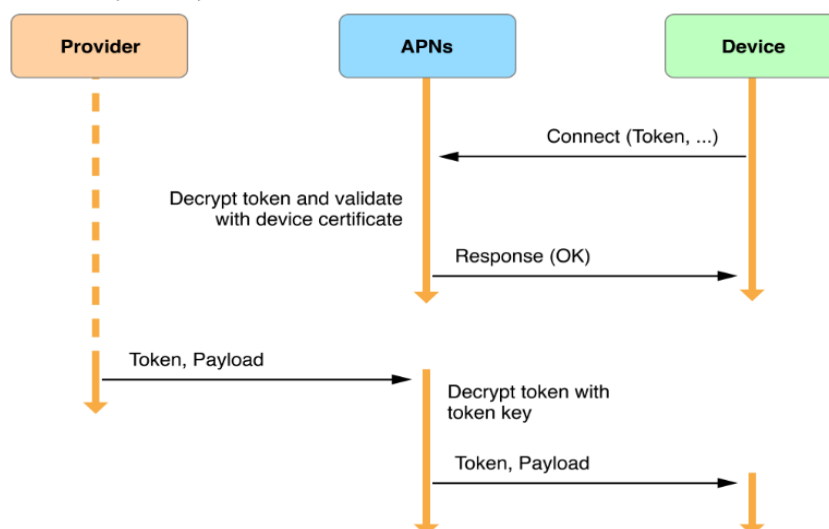 Provider
APNs
Device
Connect (Token, ...)
Decrypt token and validate
with device certificate
Response (OK)
Token, Payload
Decrypt token with
token key
Token, Payload